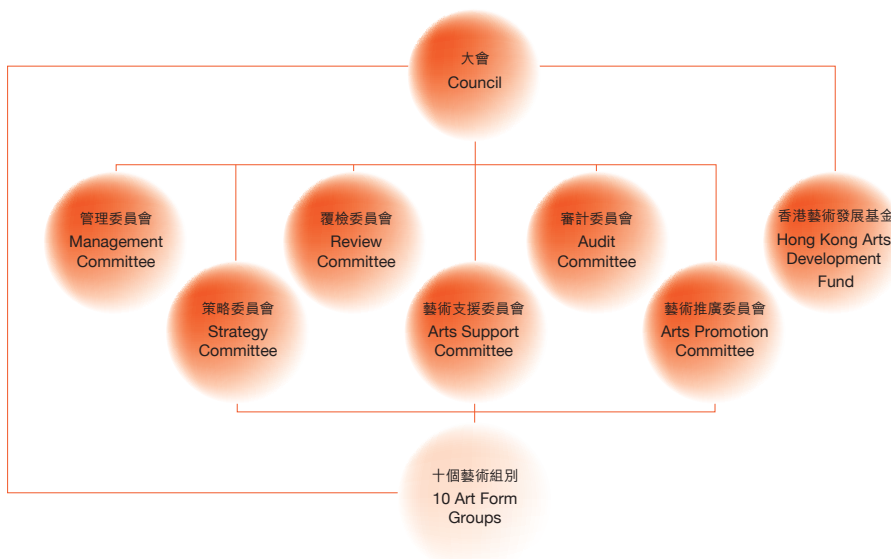 大會
Council
管理委員會
Management
Committee
覆檢委員會
Review
Committee
審計委員會
Audit
Committee
香港藝術發展基金
Hong Kong Arts
Development
Fund
策略委員會
Strategy
Committee
藝術支援委員會
Arts Support
Committee
藝術推廣委員會
Arts Promotion
Committee
十個藝術組別
10 Art Form
Groups